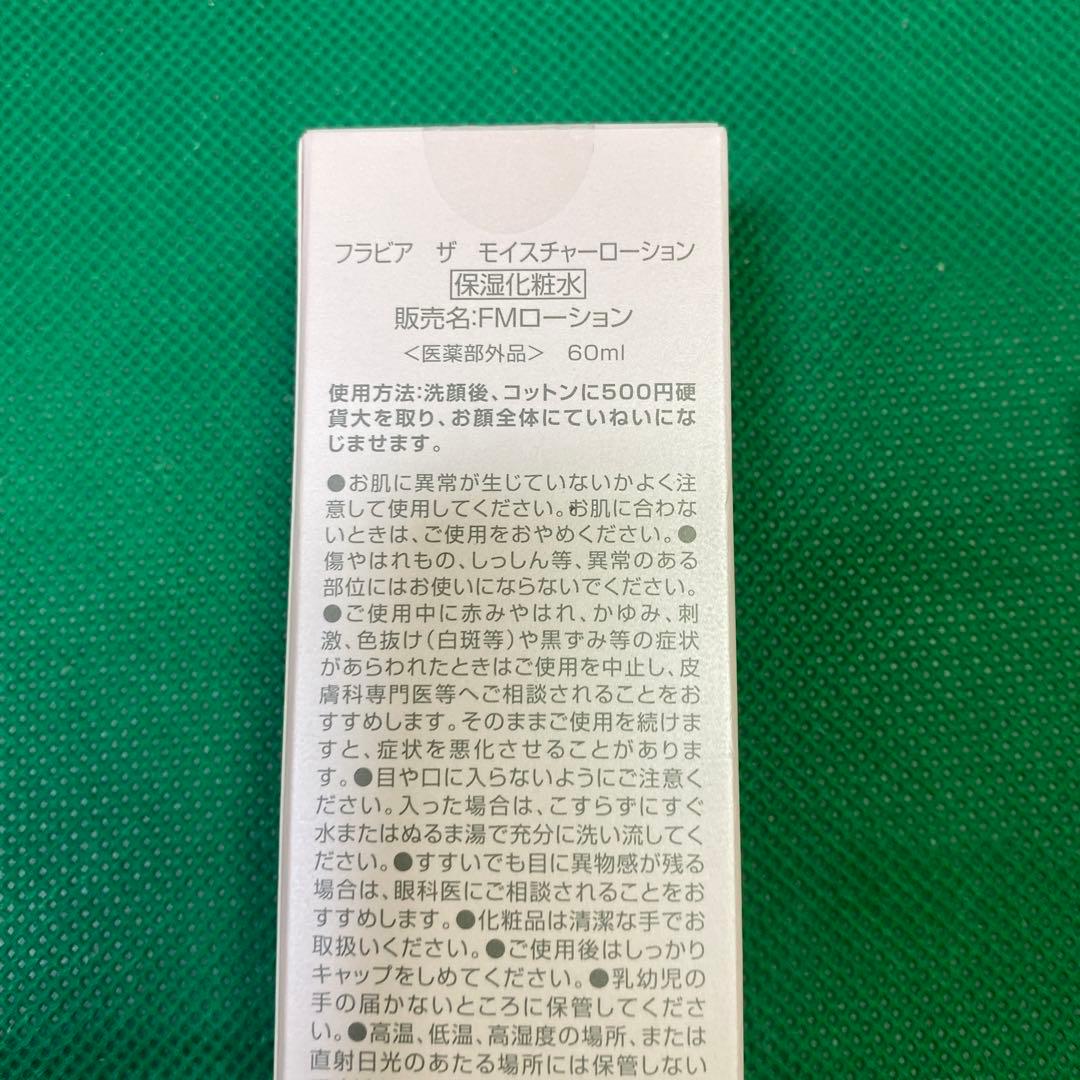 フラビア ザ モイスチャーローション
保湿化粧水
販売名:FMローション
<医薬部外品> 60ml
使用方法:洗顔後、コットンに500円硬
貨大を取り、お顔全体にていねいにな
じませます。
●お肌に異常が生じていないかよく注
意して使用してください。お肌に合わな
いときは、ご使用をおやめください。●
傷やはれもの、しっしん等、異常のある
部位にはお使いにならないでください。
●ご使用中に赤みやはれ、かゆみ、刺
激、色抜け(白斑等)や黒ずみ等の症状
があらわれたときはご使用を中止し、皮
膚科専門医等へご相談されることをお
すすめします。そのままご使用を続けま
すと、症状を悪化させることがありま
す。●目や口に入らないようにご注意く
ださい。入った場合は、こすらずにすぐ
水またはぬるま湯で充分に洗い流してく
ださい。●すすいでも目に異物感が残る
場合は、眼科医にご相談されることをお
すすめします。●化粧品は清潔な手でお
取扱いください。●ご使用後はしっかり
キャップをしめてください。●乳幼児の
手の届かないところに保管してくださ
い。●高温、低温、高湿度の場所、または
直射日光のあたる場所には保管しない